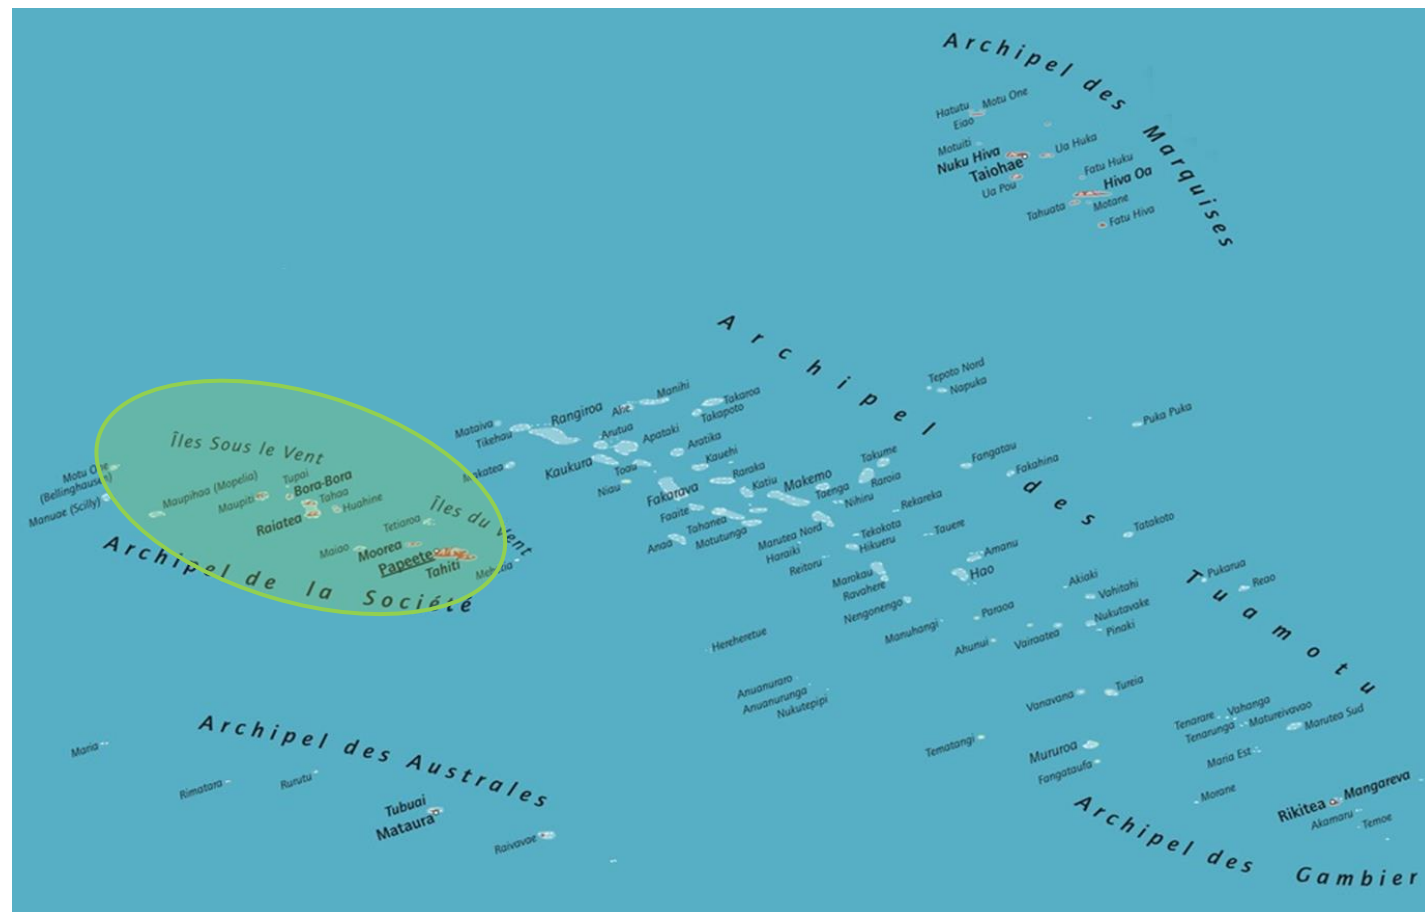 Archipel des Marquises
Hatutu
Motu One
Eiao
Motuiti
Nuku Hiva
Ua Huka
Taiohae
Fatu Huku
Ua Pou
Hiva Oa
Tahuata
Motane
Fatu Hiva
Archipel des Tuamotu
Tepoto Nord
Napuka
Manihi
Ahe
Takaroa
Takapoto
Rangiroa
Mataiva
Tikehau
Arutua
Apataki
Aratika
Puka Puka
Kaukura
Toau
Kauehi
Niau
Fakarava
Raraka
Katiu
Makemo
Takume
Raroia
Taenga
Nihiru
Rekareka
Fangatau
Fakahina
Faaite
Tahanea
Motutunga
Anaa
Marutea Nord
Haraiki
Reitoru
Tekokota
Hikueru
Tauere
Tatakoto
Marokau
Ravahere
Amanu
Hao
Nengonengo
Manuhangi
Paraoa
Ahunui
Vairaatea
Akiaki
Vahitahi
Nukutavake
Pinaki
Pukarua
Reao
Hereheretue
Anuanuraro
Anuanurunga
Nukutepipi
Vanavana
Tureia
Tematangi
Mururoa
Fangataufa
Tenarare
Vahanga
Tenarunga
Matureivavao
Marutea Sud
Maria Est
Morane
Îles Sous le Vent
Motu One
(Bellinghausen)
Manuae (Scilly)
Maupihaa (Mopelia)
Maupiti
Tupai
Bora-Bora
Tahaa
Raiatea
Huahine
Îles du Vent
Tetiaroa
Maiao
Moorea
Papeete
Tahiti
Archipel de la Société
Archipel des Australes
Maria
Rimatara
Rurutu
Tubuai
Mataura
Raivavae
Archipel des Gambier
Rikitea
Mangareva
Akamaru
Temoe